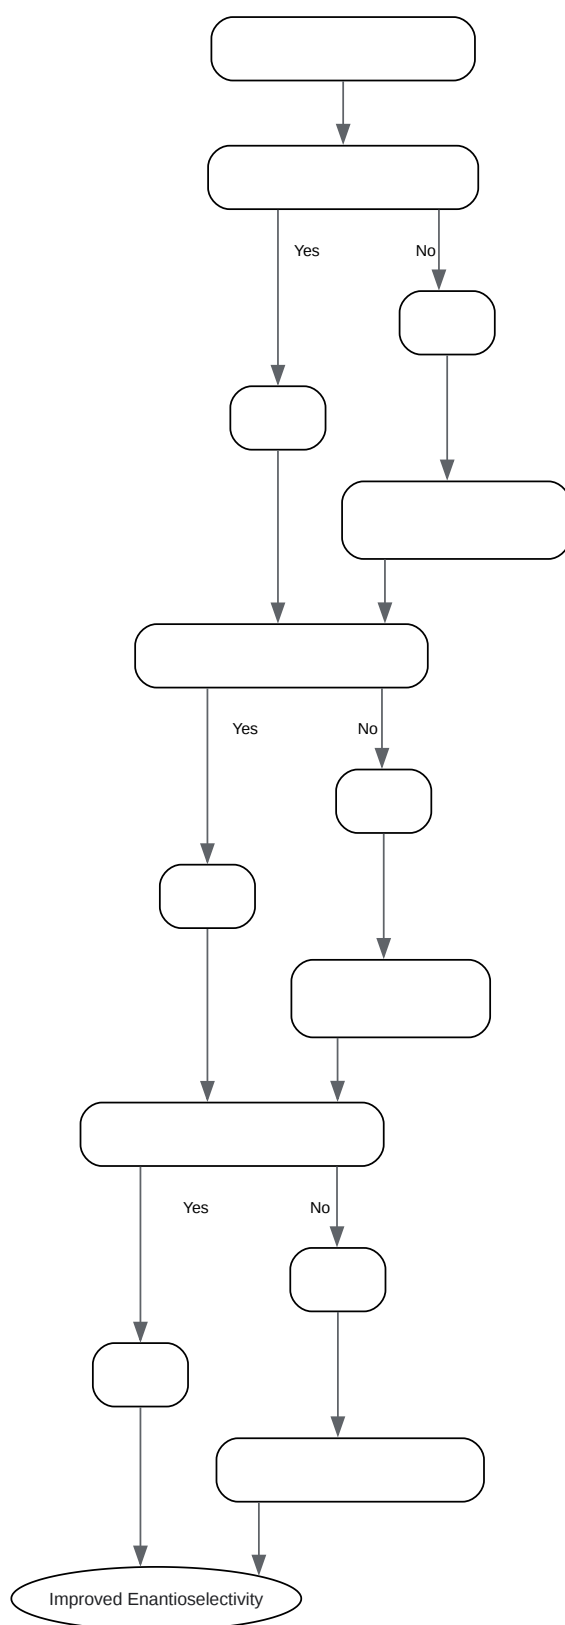 Yes
No
Yes
No
Yes
No
Improved Enantioselectivity